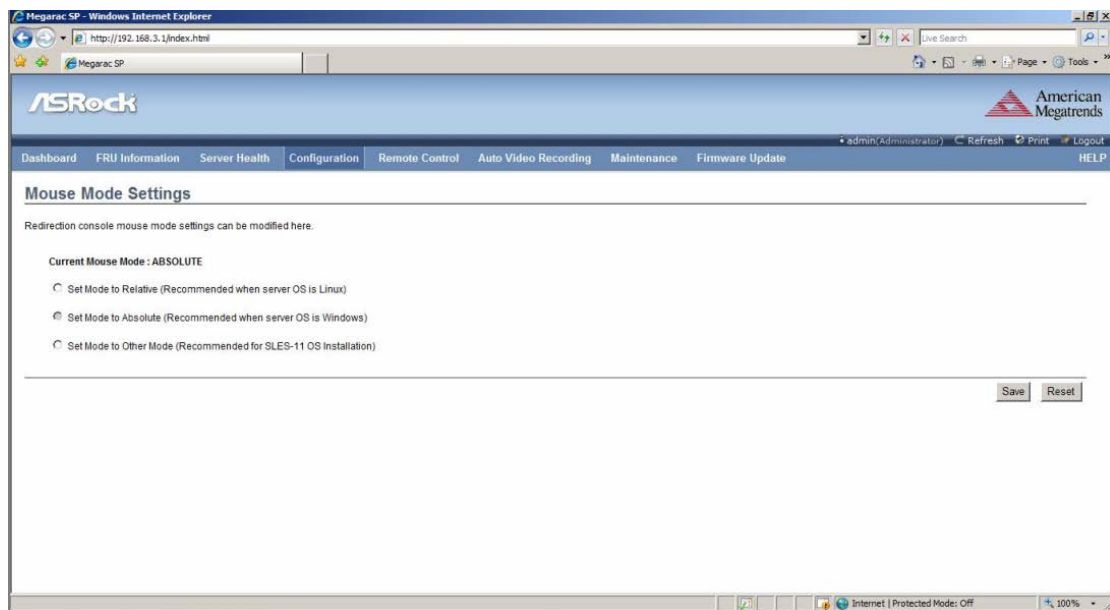 Megarac SP - Windows Internet Explorer
http://192.168.3.1/index.html
Live Search
Megarac SP
Page
Tools
ASRock
American
Megatrends
admin(Administrator) Refresh Print Logout
Dashboard FRU Information Server Health Configuration Remote Control Auto Video Recording Maintenance Firmware Update HELP
Mouse Mode Settings
Redirection console mouse mode settings can be modified here.
Current Mouse Mode : ABSOLUTE
Set Mode to Relative (Recommended when server OS is Linux)
Set Mode to Absolute (Recommended when server OS is Windows)
Set Mode to Other Mode (Recommended for SLES-11 OS Installation)
Save Reset
Internet | Protected Mode: Off
100%